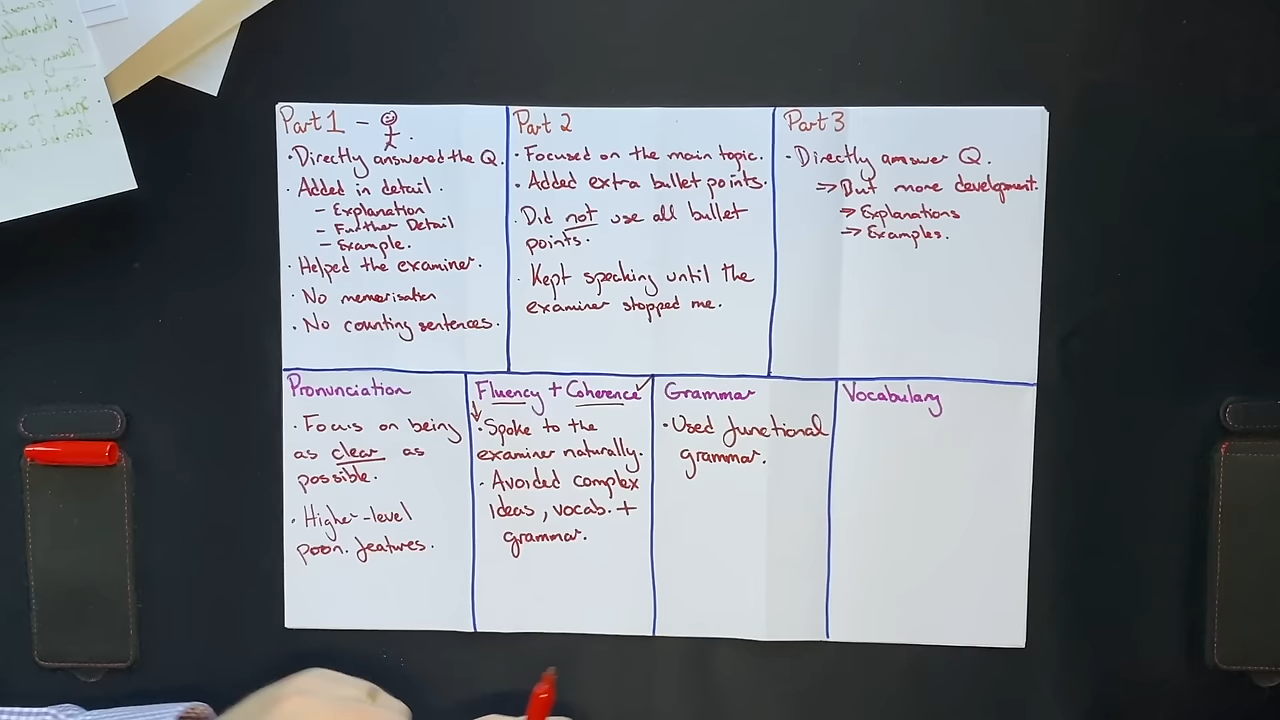 Part 1 -
· Directly answered the Q.
· Added in detail.
- Explanation
- Further Detail
- Example.
· Helped the examiner.
· No memorisation
· No counting sentences.
Part 2
· Focused on the main topic.
· Added extra bullet points.
· Did not use all bullet
points.
· Kept speaking until the
examiner stopped me.
Part 3
· Directly answer Q.
⇒ But more development.
→ Explanations
→ Examples.
Pronunciation
· Focus on being
as clear as
possible.
· Higher-level
pron. features.
Fluency + Coherence ✓
↓
· Spoke to the
examiner naturally.
· Avoided complex
ideas, vocab. +
grammar.
Grammar
· Used functional
grammar.
Vocabulary